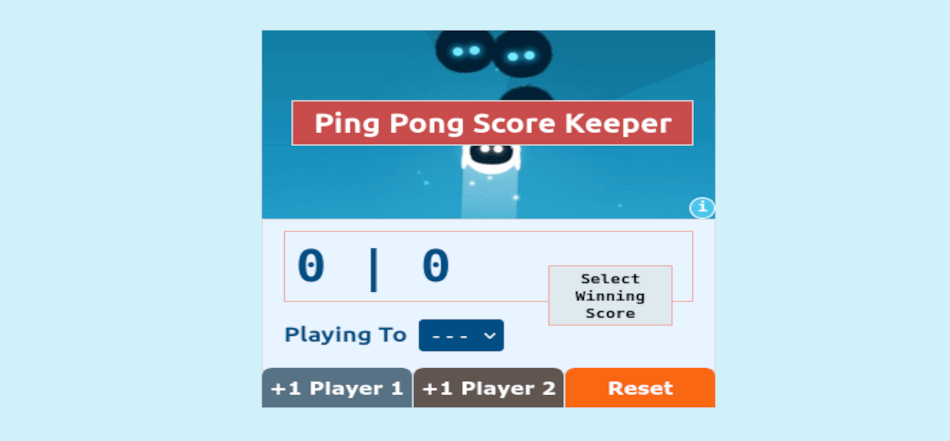 Ping Pong Score Keeper
i
0 | 0
Select
Winning
Score
Playing To ---
+1 Player 1 +1 Player 2 Reset